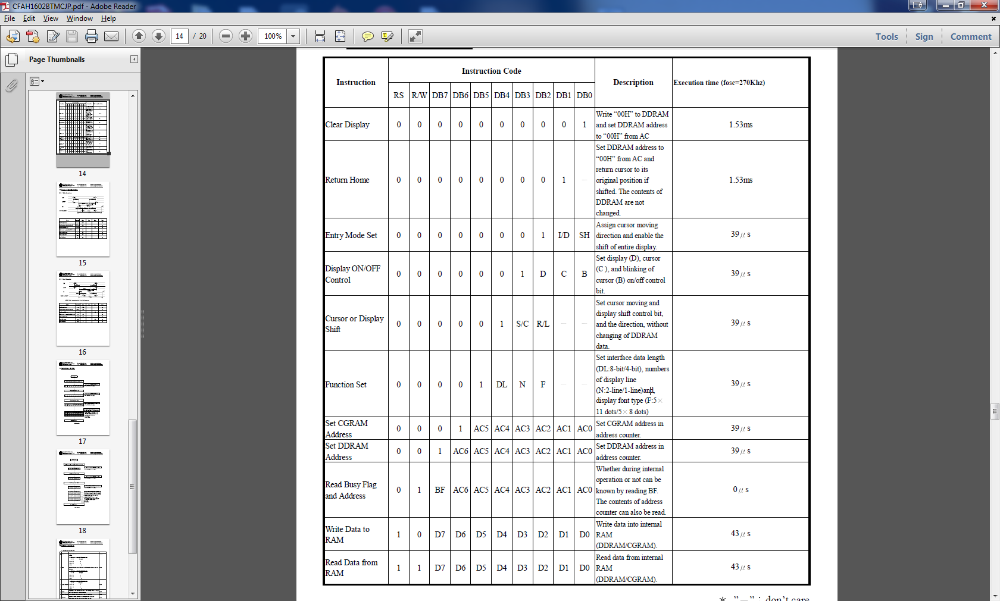 CFAH1602BTMCJP.pdf - Adobe Reader
File Edit View Window Help
14 / 20 100% Tools Sign Comment
Page Thumbnails
14
15
16
17
18
Instruction Instruction Code Description Execution time (fosc=270Khz)
RS R/W DB7 DB6 DB5 DB4 DB3 DB2 DB1 DB0
Clear Display 0 0 0 0 0 0 0 0 0 1
Write “00H” to DDRAM
and set DDRAM address
to “00H” from AC
1.53ms
Return Home 0 0 0 0 0 0 0 0 1 —
Set DDRAM address to
“00H” from AC and
return cursor to its
original position if
shifted. The contents of
DDRAM are not
changed.
1.53ms
Entry Mode Set 0 0 0 0 0 0 0 1 I/D SH
Assign cursor moving
direction and enable the
shift of entire display.
39μs
Display ON/OFF
Control
0 0 0 0 0 0 1 D C B
Set display (D), cursor
(C ), and blinking of
cursor (B) on/off control
bit.
39μs
Cursor or Display
Shift
0 0 0 0 0 1 S/C R/L — —
Set cursor moving and
display shift control bit,
and the direction, without
changing of DDRAM
data.
39μs
Function Set 0 0 0 0 1 DL N F — —
Set interface data length
(DL:8-bit/4-bit), numbers
of display line
(N:2-line/1-line)and,
display font type (F:5×
11 dots/5× 8 dots)
39μs
Set CGRAM
Address
0 0 0 1 AC5 AC4 AC3 AC2 AC1 AC0
Set CGRAM address in
address counter.
39μs
Set DDRAM
Address
0 0 1 AC6 AC5 AC4 AC3 AC2 AC1 AC0
Set DDRAM address in
address counter.
39μs
Read Busy Flag
and Address
0 1 BF AC6 AC5 AC4 AC3 AC2 AC1 AC0
Whether during internal
operation or not can be
known by reading BF.
The contents of address
counter can also be read.
0μs
Write Data to
RAM
1 0 D7 D6 D5 D4 D3 D2 D1 D0
Write data into internal
RAM
(DDRAM/CGRAM).
43μs
Read Data from
RAM
1 1 D7 D6 D5 D4 D3 D2 D1 D0
Read data from internal
RAM
(DDRAM/CGRAM).
43μs
* ”—”：don’t care